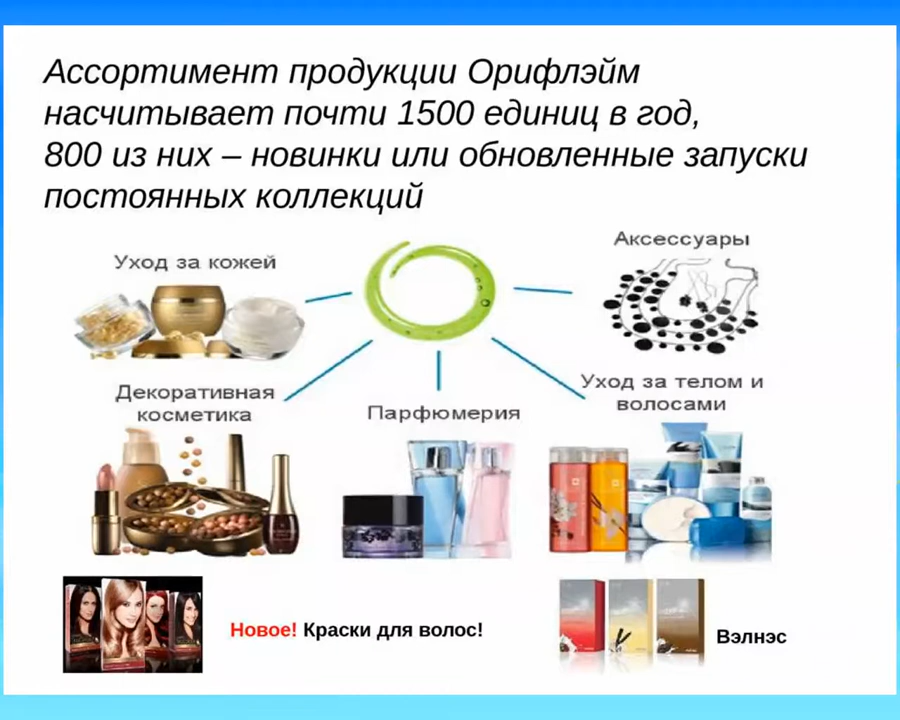 Ассортимент продукции Орифлэйм
насчитывает почти 1500 единиц в год,
800 из них – новинки или обновленные запуски
постоянных коллекций
Уход за кожей
Аксессуары
Декоративная
косметика
Парфюмерия
Уход за телом и
волосами
Новое! Краски для волос!
Вэлнэс